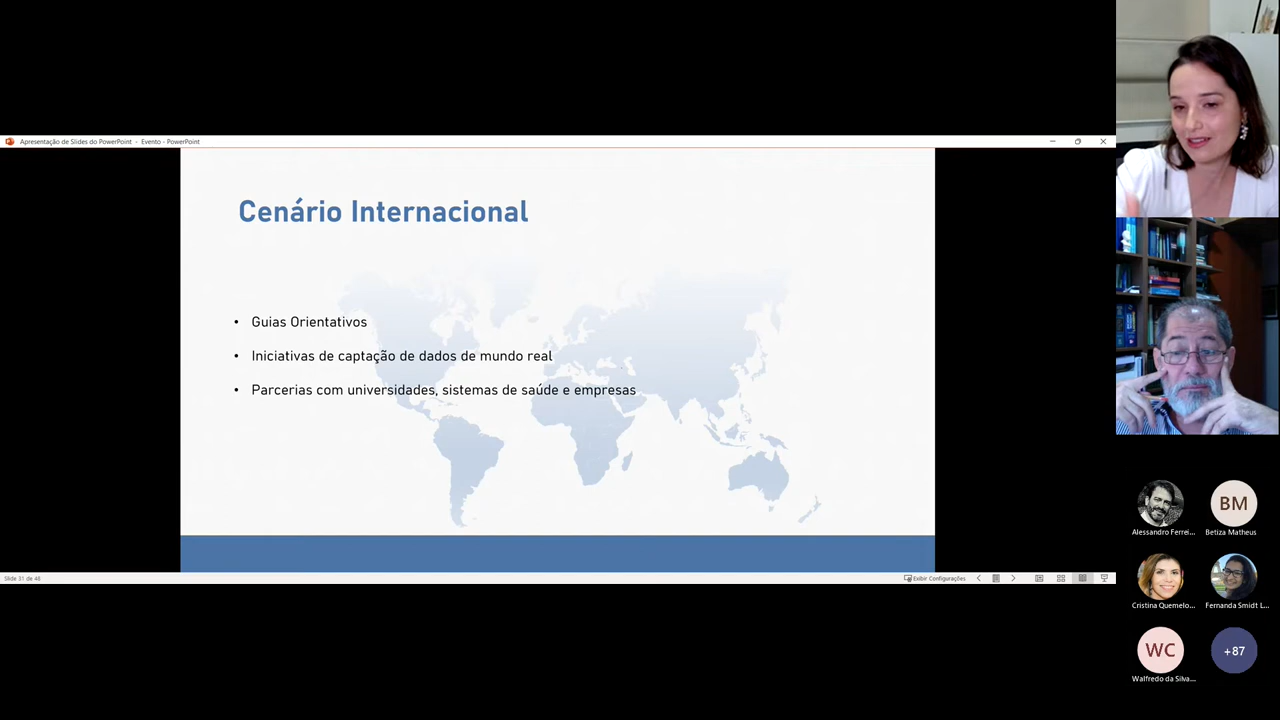 Apresentação de Slides do PowerPoint - Evento - PowerPoint
Cenário Internacional
• Guias Orientativos
• Iniciativas de captação de dados de mundo real
• Parcerias com universidades, sistemas de saúde e empresas
Slide 31 de 40
Exibir Configurações
BM
Alessandro Ferrei...
Betiza Matheus
Cristina Quemelo...
Fernanda Smidt L...
WC
+87
Walfredo da Silva...